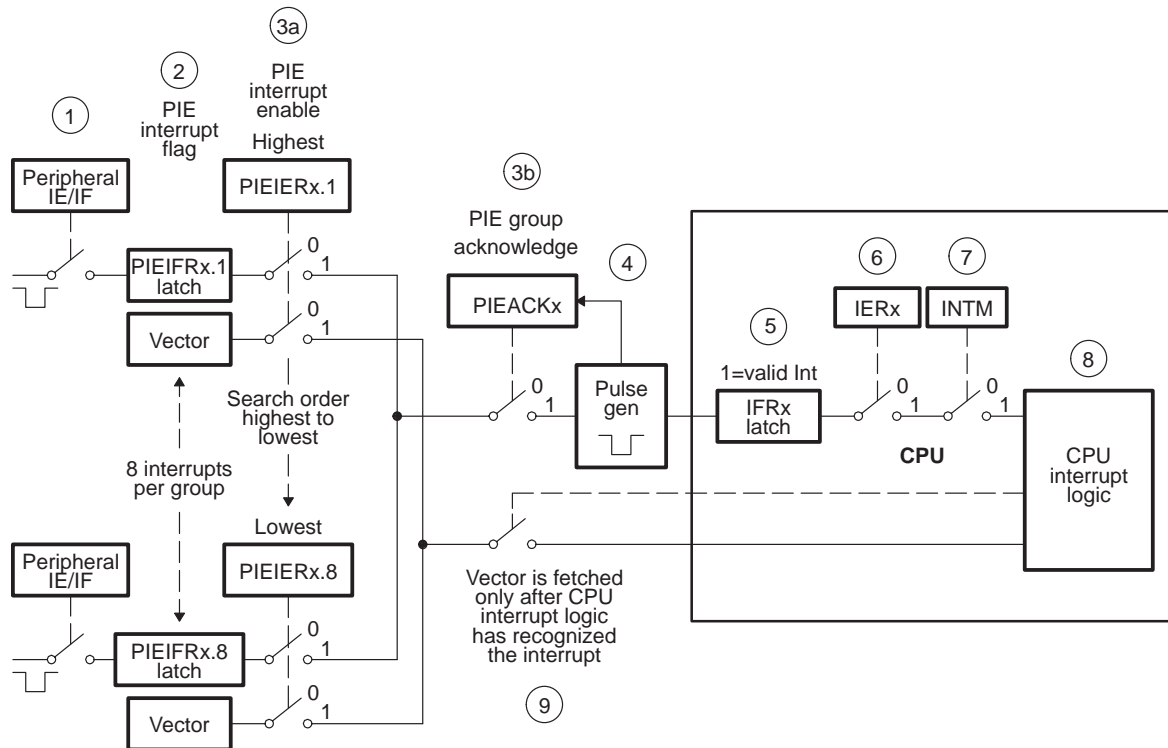 3a
2
PIE
interrupt
enable
1
PIE
interrupt
flag
Highest
Peripheral
IE/IF
PIEIERx.1
3b
PIE group
acknowledge
0
1
PIEIFRx.1
latch
4
6
7
PIEACKx
IERx
INTM
Vector
0
1
5
8
1=valid Int
Search order
highest to
lowest
0
1
Pulse
gen
IFRx
latch
0
1
0
1
CPU
CPU
interrupt
logic
8 interrupts
per group
Lowest
Peripheral
IE/IF
PIEIERx.8
Vector is fetched
only after CPU
interrupt logic
has recognized
the interrupt
0
1
PIEIFRx.8
latch
0
1
Vector
9